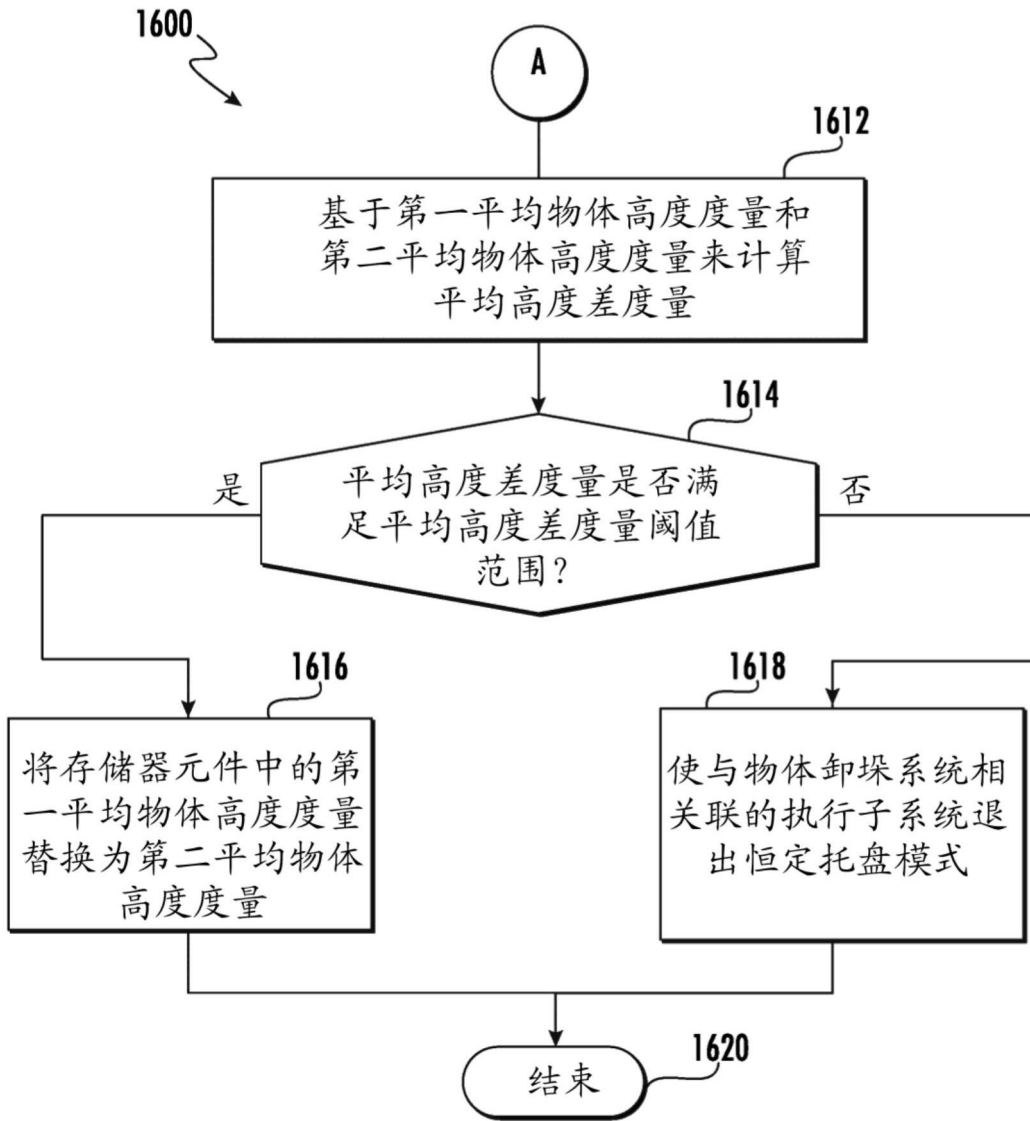 1600
A
1612
基于第一平均物体高度度量和
第二平均物体高度度量来计算
平均高度差度量
1614
是
平均高度差度量是否满
足平均高度差度量阈值
范围？
否
1616
将存储器元件中的第
一平均物体高度度量
替换为第二平均物体
高度度量
1618
使与物体卸垛系统相
关联的执行子系统退
出恒定托盘模式
1620
结束